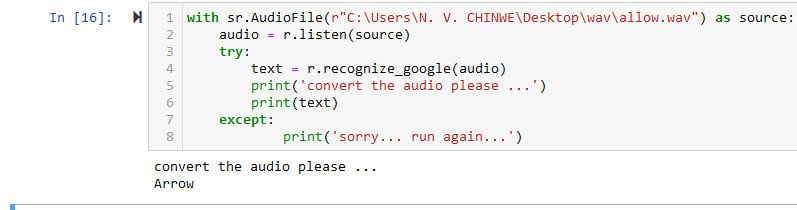 In [16]:
1 with sr.AudioFile(r"C:\Users\N. V. CHINWE\Desktop\wav\allow.wav") as source:
2     audio = r.listen(source)
3     try:
4         text = r.recognize_google(audio)
5         print('convert the audio please ...')
6         print(text)
7     except:
8             print('sorry... run again...')
convert the audio please ...
Arrow